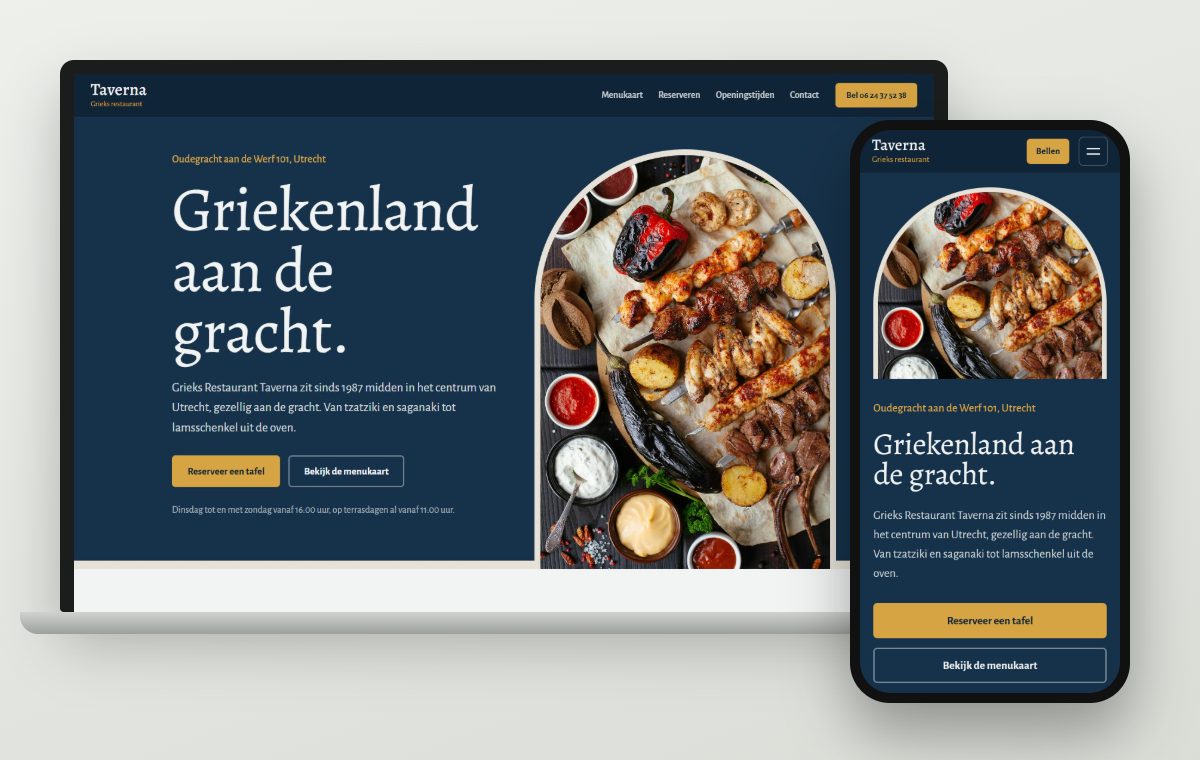 Taverna
Grieks restaurant
Menukaart Reserveren Openingstijden Contact Bel 06 24 37 52 38
Oudegracht aan de Werf 101, Utrecht
Griekenland
aan de
gracht.
Grieks Restaurant Taverna zit sinds 1987 midden in het centrum van
Utrecht, gezellig aan de gracht. Van tzatziki en saganaki tot
lamsschenkel uit de oven.
Reserveer een tafel Bekijk de menukaart
Dinsdag tot en met zondag vanaf 16.00 uur, op terrasdagen al vanaf 11.00 uur.
Taverna
Grieks restaurant
Bellen
Oudegracht aan de Werf 101, Utrecht
Griekenland aan
de gracht.
Grieks Restaurant Taverna zit sinds 1987 midden in
het centrum van Utrecht, gezellig aan de gracht.
Van tzatziki en saganaki tot lamsschenkel uit de
oven.
Reserveer een tafel
Bekijk de menukaart